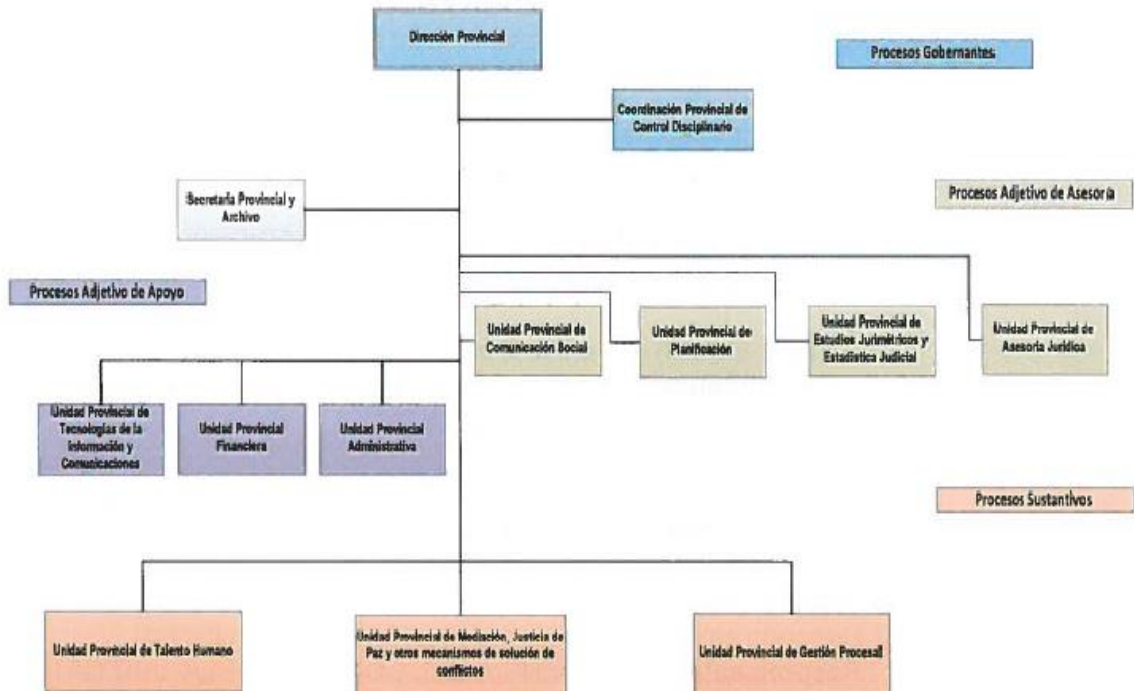 Dirección Provincial
Procesos Gobernantes
Coordinación Provincial de
Control Disciplinario
Secretaría Provincial y
Archivo
Procesos Adjetivo de Asesoría
Procesos Adjetivo de Apoyo
Unidad Provincial de
Comunicación Social
Unidad Provincial de
Planificación
Unidad Provincial de
Estudios Jurimétricos y
Estadística Judicial
Unidad Provincial de
Asesoría Jurídica
Unidad Provincial de
Tecnologías de la
Información y
Comunicaciones
Unidad Provincial
Financiera
Unidad Provincial
Administrativa
Procesos Sustantivos
Unidad Provincial de Talento Humano
Unidad Provincial de Mediación, Justicia de
Paz y otros mecanismos de solución de
conflictos
Unidad Provincial de Gestión Procesal